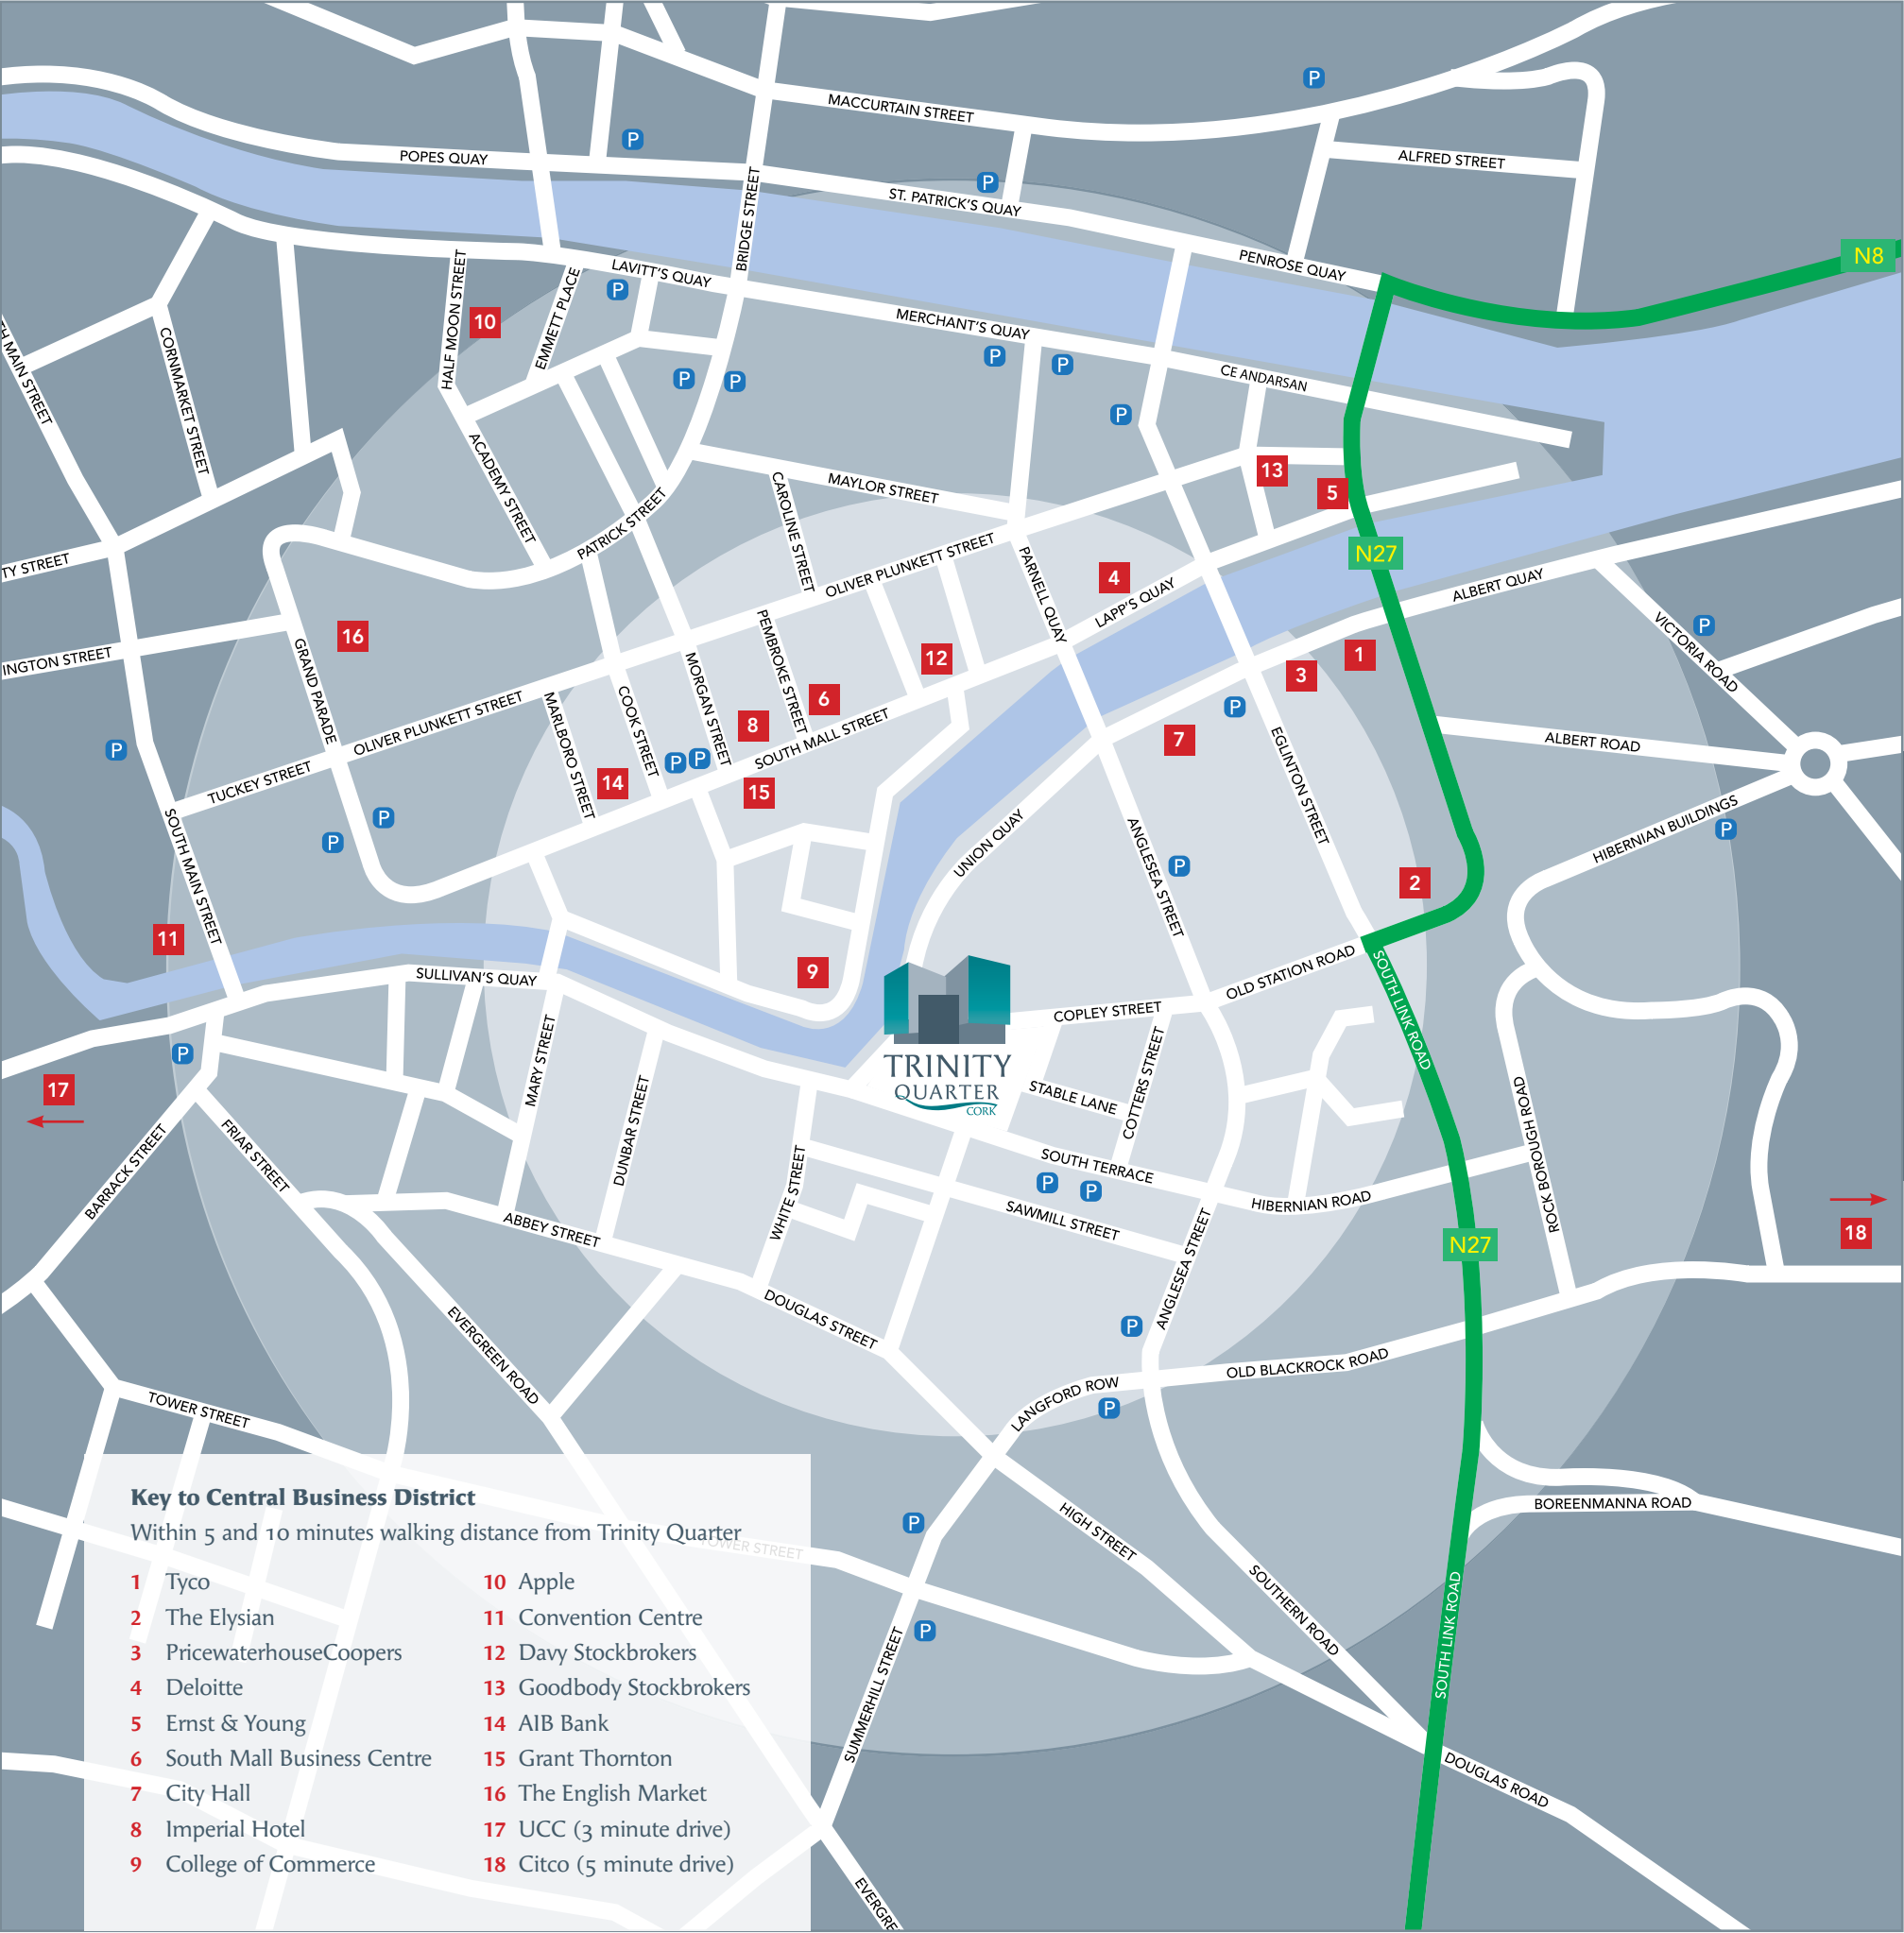 MACCURTAIN STREET
P
P
POPES QUAY
ALFRED STREET
P
ST. PATRICK'S QUAY
BRIDGE STREET
PENROSE QUAY
N8
LAVITT'S QUAY
P
HALF MOON STREET
10
EMMETT PLACE
MERCHANT'S QUAY
P
P
CE ANDARSAN
TH MAIN STREET
CORNMARKET STREET
P
P
P
ACADEMY STREET
PATRICK STREET
MAYLOR STREET
CAROLINE STREET
13
5
N27
TY STREET
OLIVER PLUNKETT STREET
PARNELL QUAY
4
LAPP'S QUAY
ALBERT QUAY
VICTORIA ROAD
P
INGTON STREET
16
GRAND PARADE
PEMBROKE STREET
12
1
3
MORGAN STREET
6
8
COOK STREET
MARLBORO STREET
OLIVER PLUNKETT STREET
SOUTH MALL STREET
P
7
EGLINTON STREET
ALBERT ROAD
P
TUCKEY STREET
14
P
P
15
P
P
SOUTH MAIN STREET
UNION QUAY
ANGLESEA STREET
P
HIBERNIAN BUILDINGS
P
2
11
SULLIVAN'S QUAY
9
OLD STATION ROAD
SOUTH LINK ROAD
COPLEY STREET
TRINITY
QUARTER
CORK
STABLE LANE
COTTERS STREET
P
17
MARY STREET
DUNBAR STREET
BARRACK STREET
FRIAR STREET
WHITE STREET
SOUTH TERRACE
P
P
HIBERNIAN ROAD
ROCK BOROUGH ROAD
18
ABBEY STREET
SAWMILL STREET
ANGLESEA STREET
N27
DOUGLAS STREET
P
EVERGREEN ROAD
LANGFORD ROW
OLD BLACKROCK ROAD
P
TOWER STREET
BOREENMANNA ROAD
P
HIGH STREET
TOWER STREET
SOUTHERN ROAD
SOUTH LINK ROAD
P
SUMMERHILL STREET
DOUGLAS ROAD
EVERGRE
Key to Central Business District
Within 5 and 10 minutes walking distance from Trinity Quarter
1 Tyco
2 The Elysian
3 PricewaterhouseCoopers
4 Deloitte
5 Ernst & Young
6 South Mall Business Centre
7 City Hall
8 Imperial Hotel
9 College of Commerce
10 Apple
11 Convention Centre
12 Davy Stockbrokers
13 Goodbody Stockbrokers
14 AIB Bank
15 Grant Thornton
16 The English Market
17 UCC (3 minute drive)
18 Citco (5 minute drive)